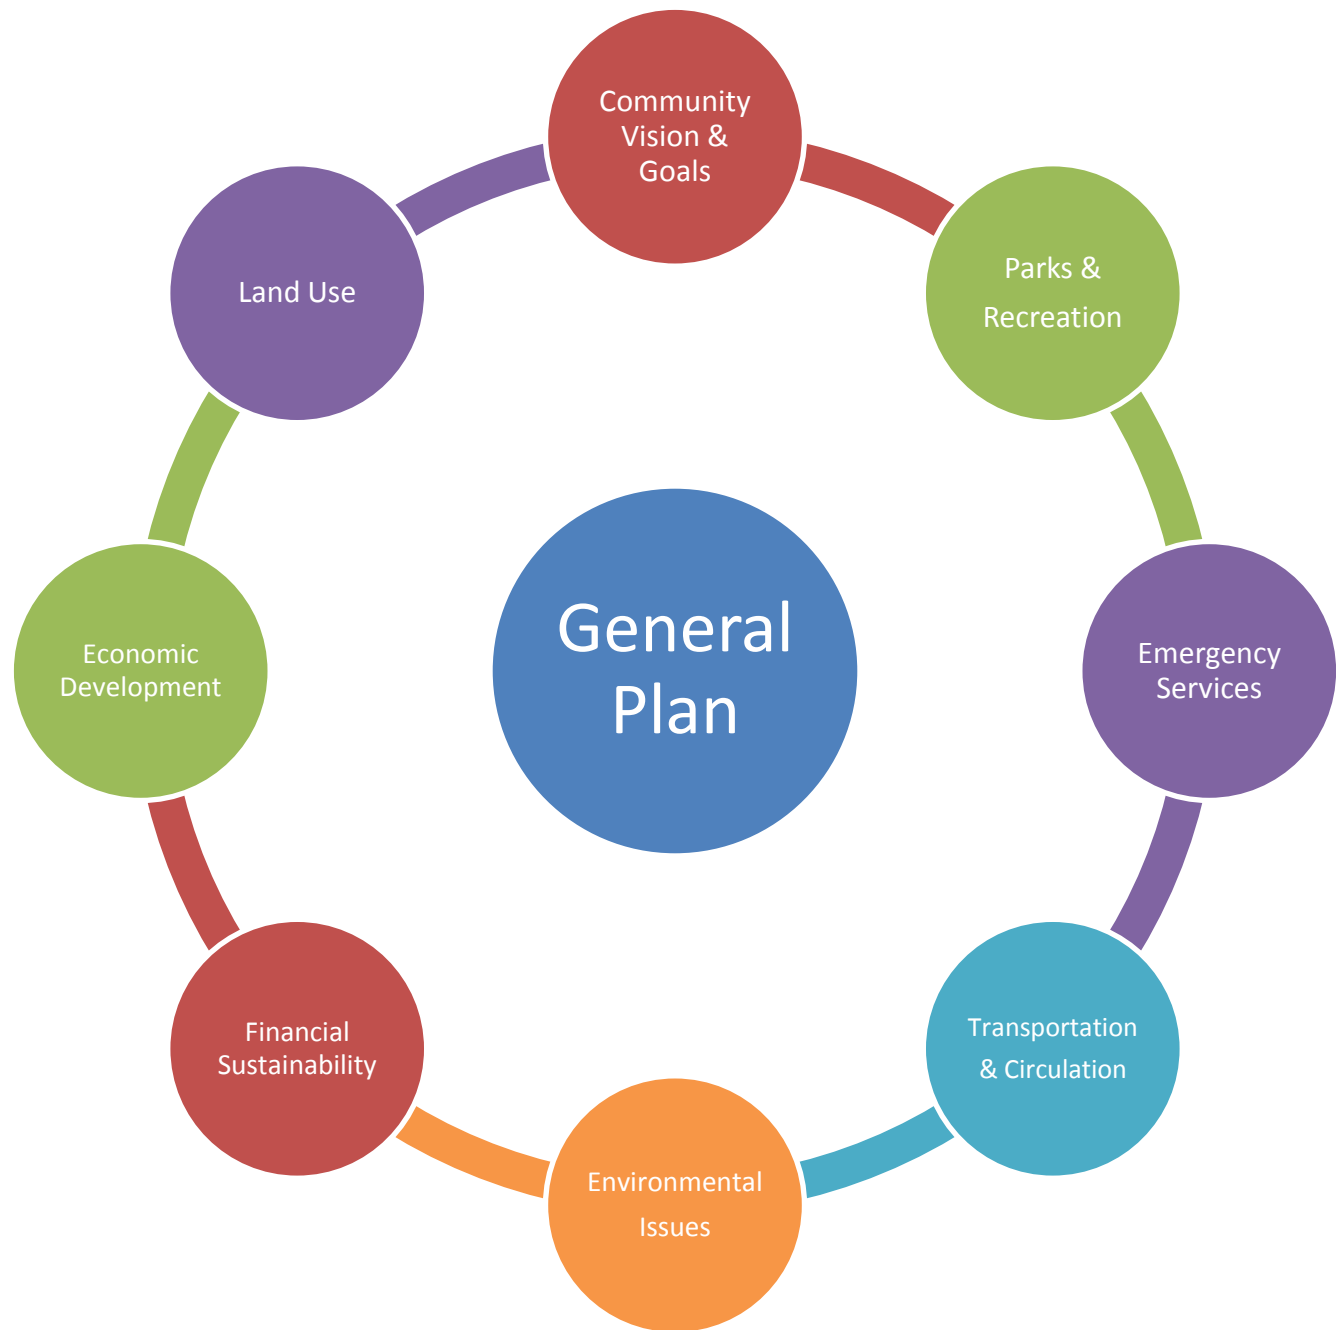 Community
Vision &
Goals
Parks &
Recreation
Emergency
Services
Transportation
& Circulation
Environmental
Issues
Financial
Sustainability
Economic
Development
Land Use
General
Plan